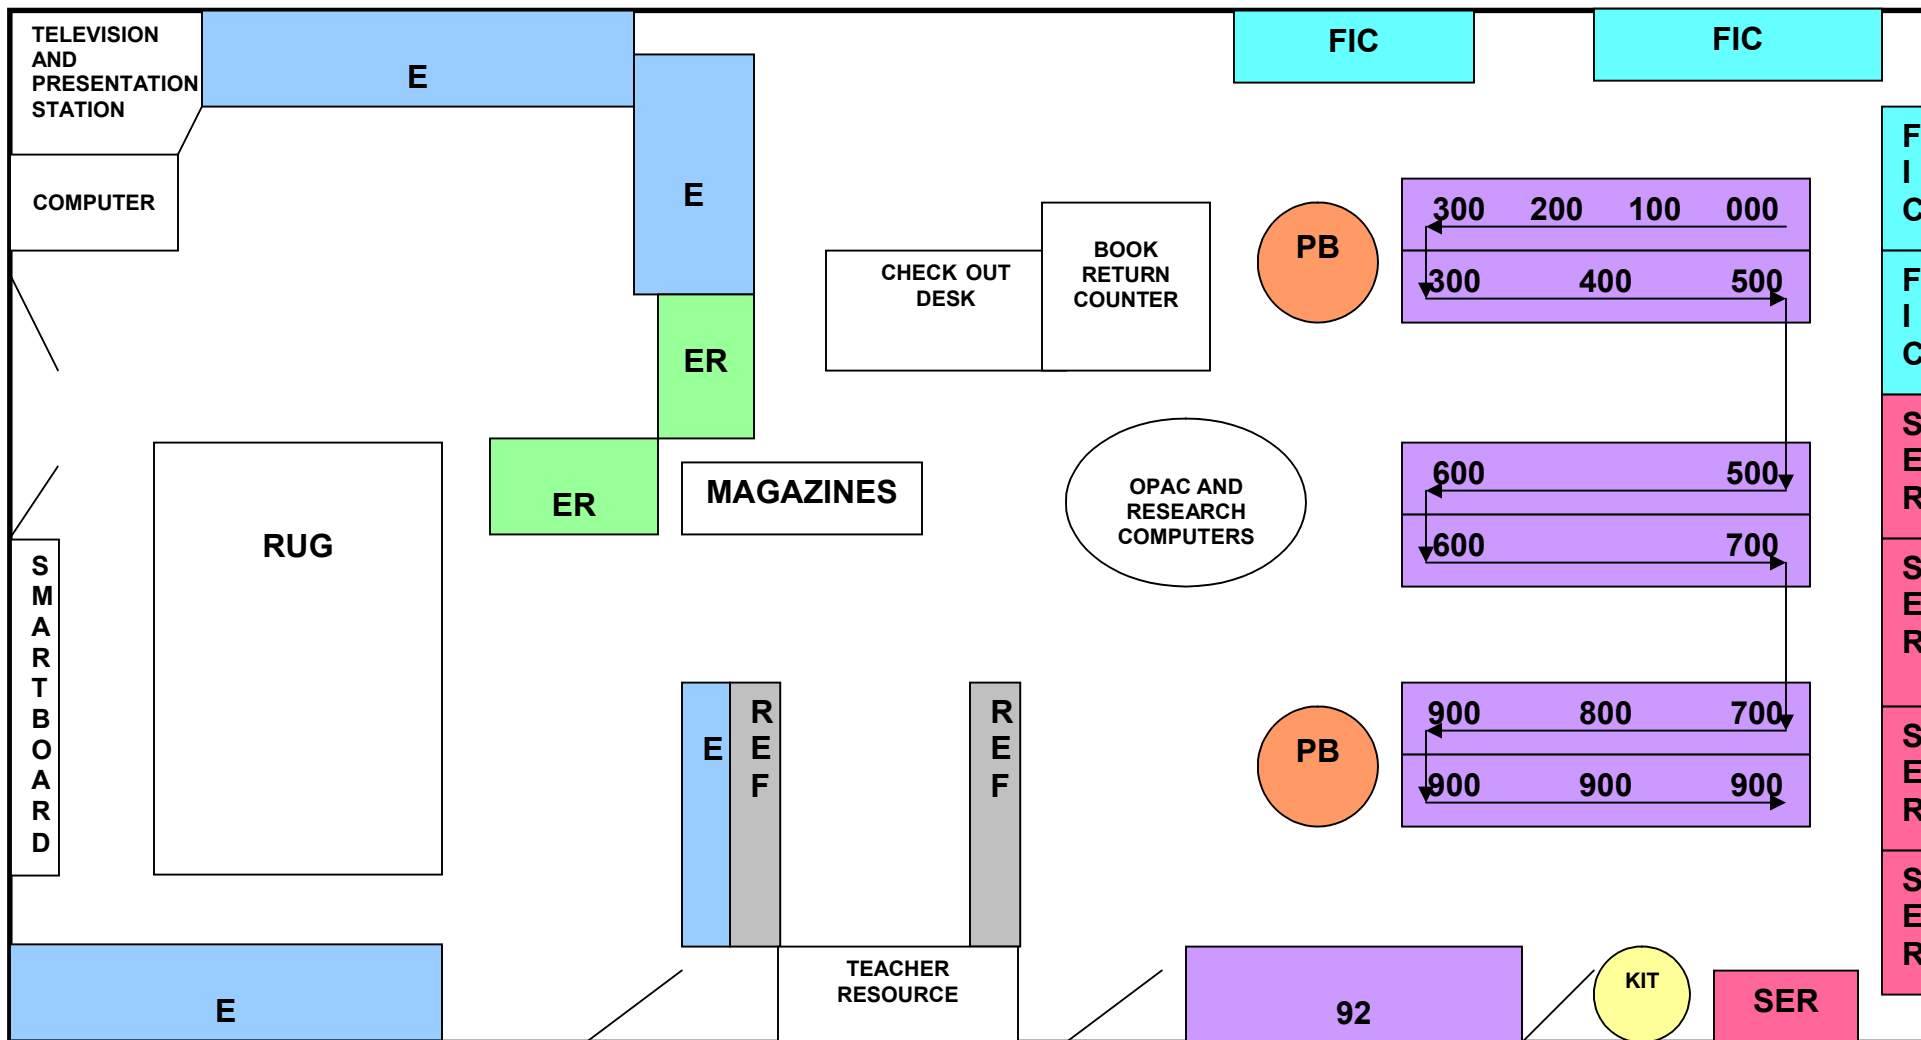 TELEVISION
AND
PRESENTATION
STATION
E
FIC
FIC
COMPUTER
E
F
I
C
300 200 100 000
PB
300 400 500
CHECK OUT
DESK
BOOK
RETURN
COUNTER
F
I
C
ER
ER
MAGAZINES
OPAC AND
RESEARCH
COMPUTERS
600 500
600 700
S
E
R
RUG
S
M
A
R
T
B
O
A
R
D
S
E
R
E
R
E
F
R
E
F
PB
900 800 700
900 900 900
S
E
R
S
E
R
E
TEACHER
RESOURCE
92
KIT
SER